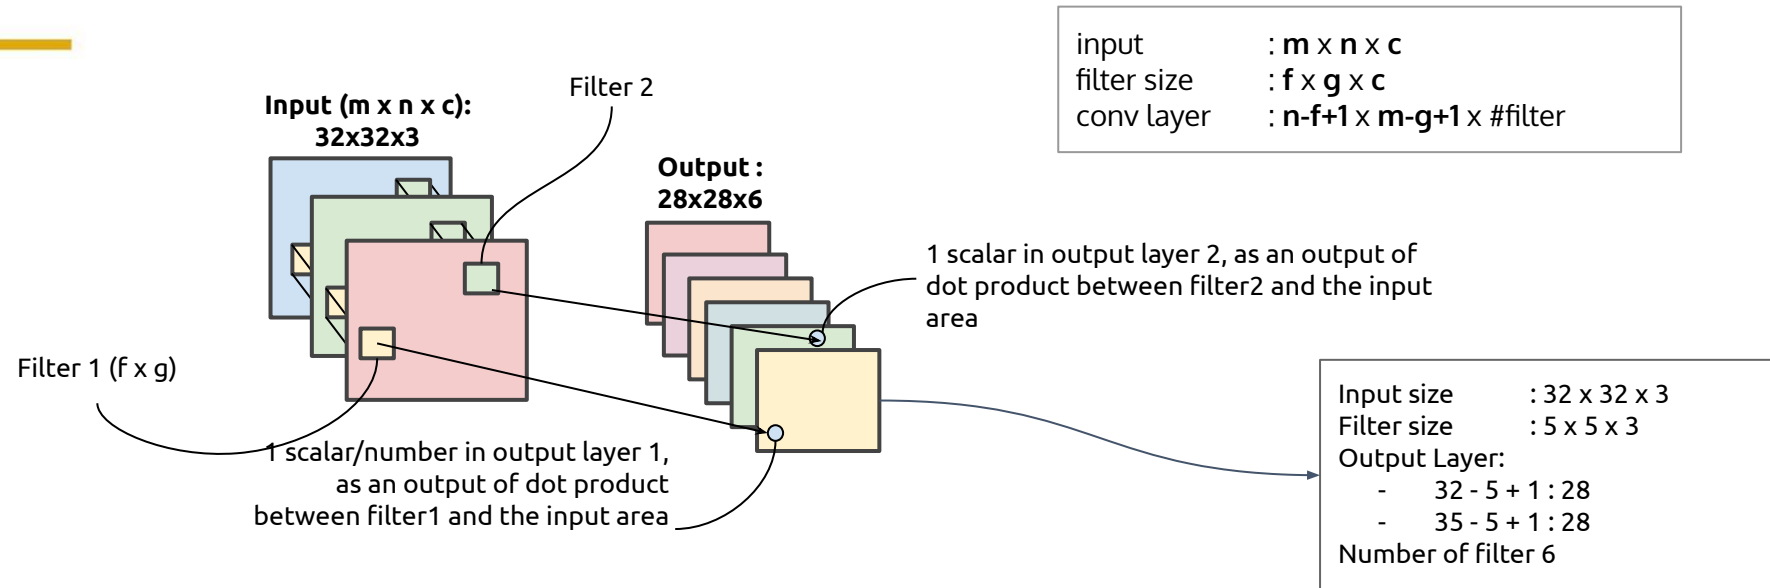 input : m x n x c
filter size : f x g x c
conv layer : n-f+1 x m-g+1 x #filter
Filter 2
Input (m x n x c):
32x32x3
Output :
28x28x6
1 scalar in output layer 2, as an output of
dot product between filter2 and the input
area
Filter 1 (f x g)
1 scalar/number in output layer 1,
as an output of dot product
between filter1 and the input area
Input size : 32 x 32 x 3
Filter size : 5 x 5 x 3
Output Layer:
- 32 - 5 + 1 : 28
- 35 - 5 + 1 : 28
Number of filter 6